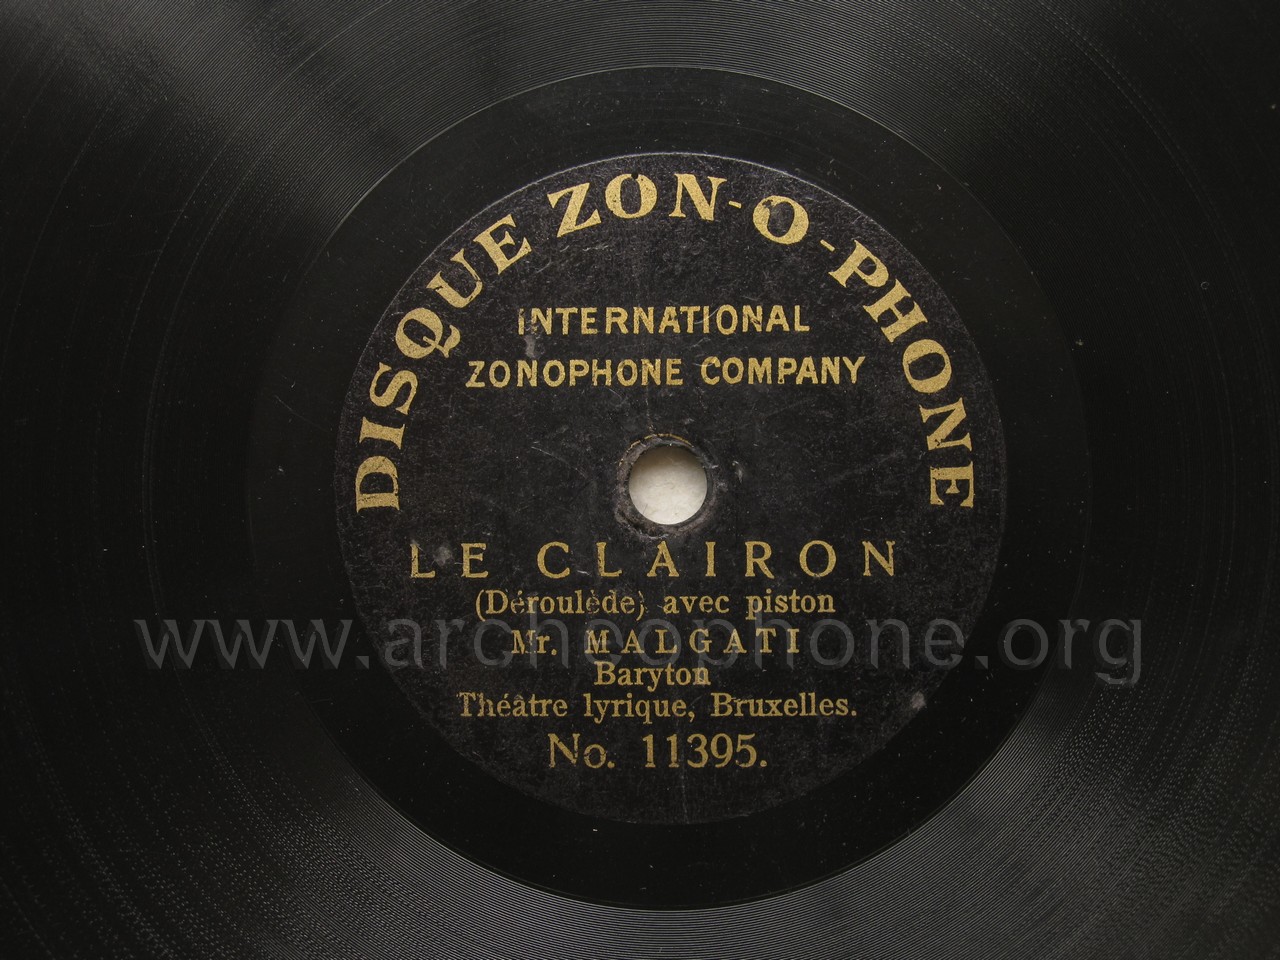 DISQUE ZON-O-PHONE
INTERNATIONAL
ZONOPHONE COMPANY
LE CLAIRON
(Déroulède) avec piston
www.archeophone.org
Mr. MALGATI
Baryton
Théâtre lyrique, Bruxelles.
No. 11395.